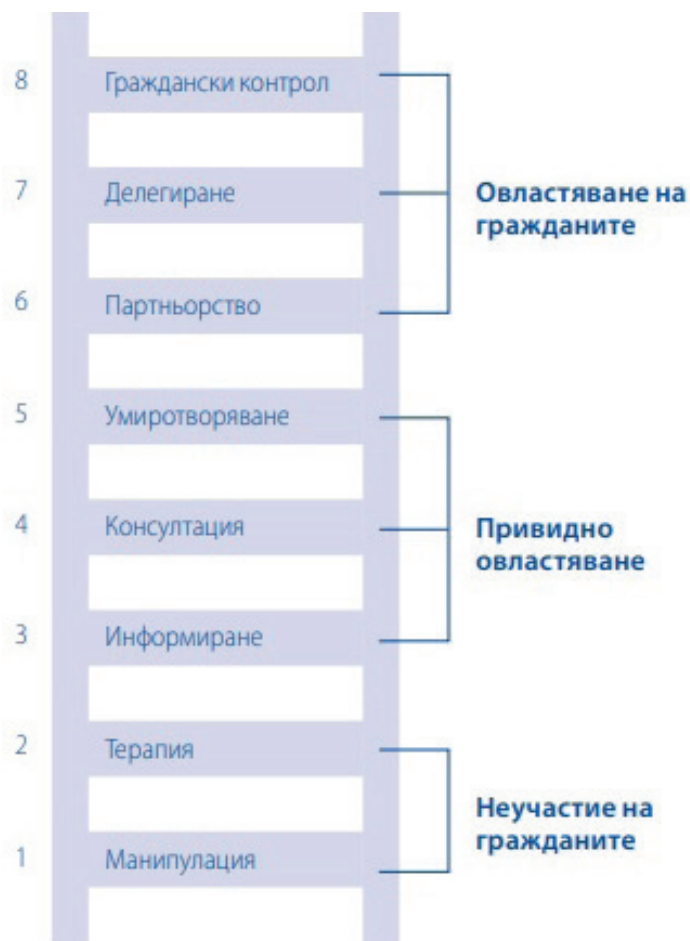 8 Граждански контрол
7 Делегиране
Овластяване на
гражданите
6 Партньорство
5 Умиротворяване
4 Консултация
Привидно
овластяване
3 Информиране
2 Терапия
Неучастие на
гражданите
1 Манипулация